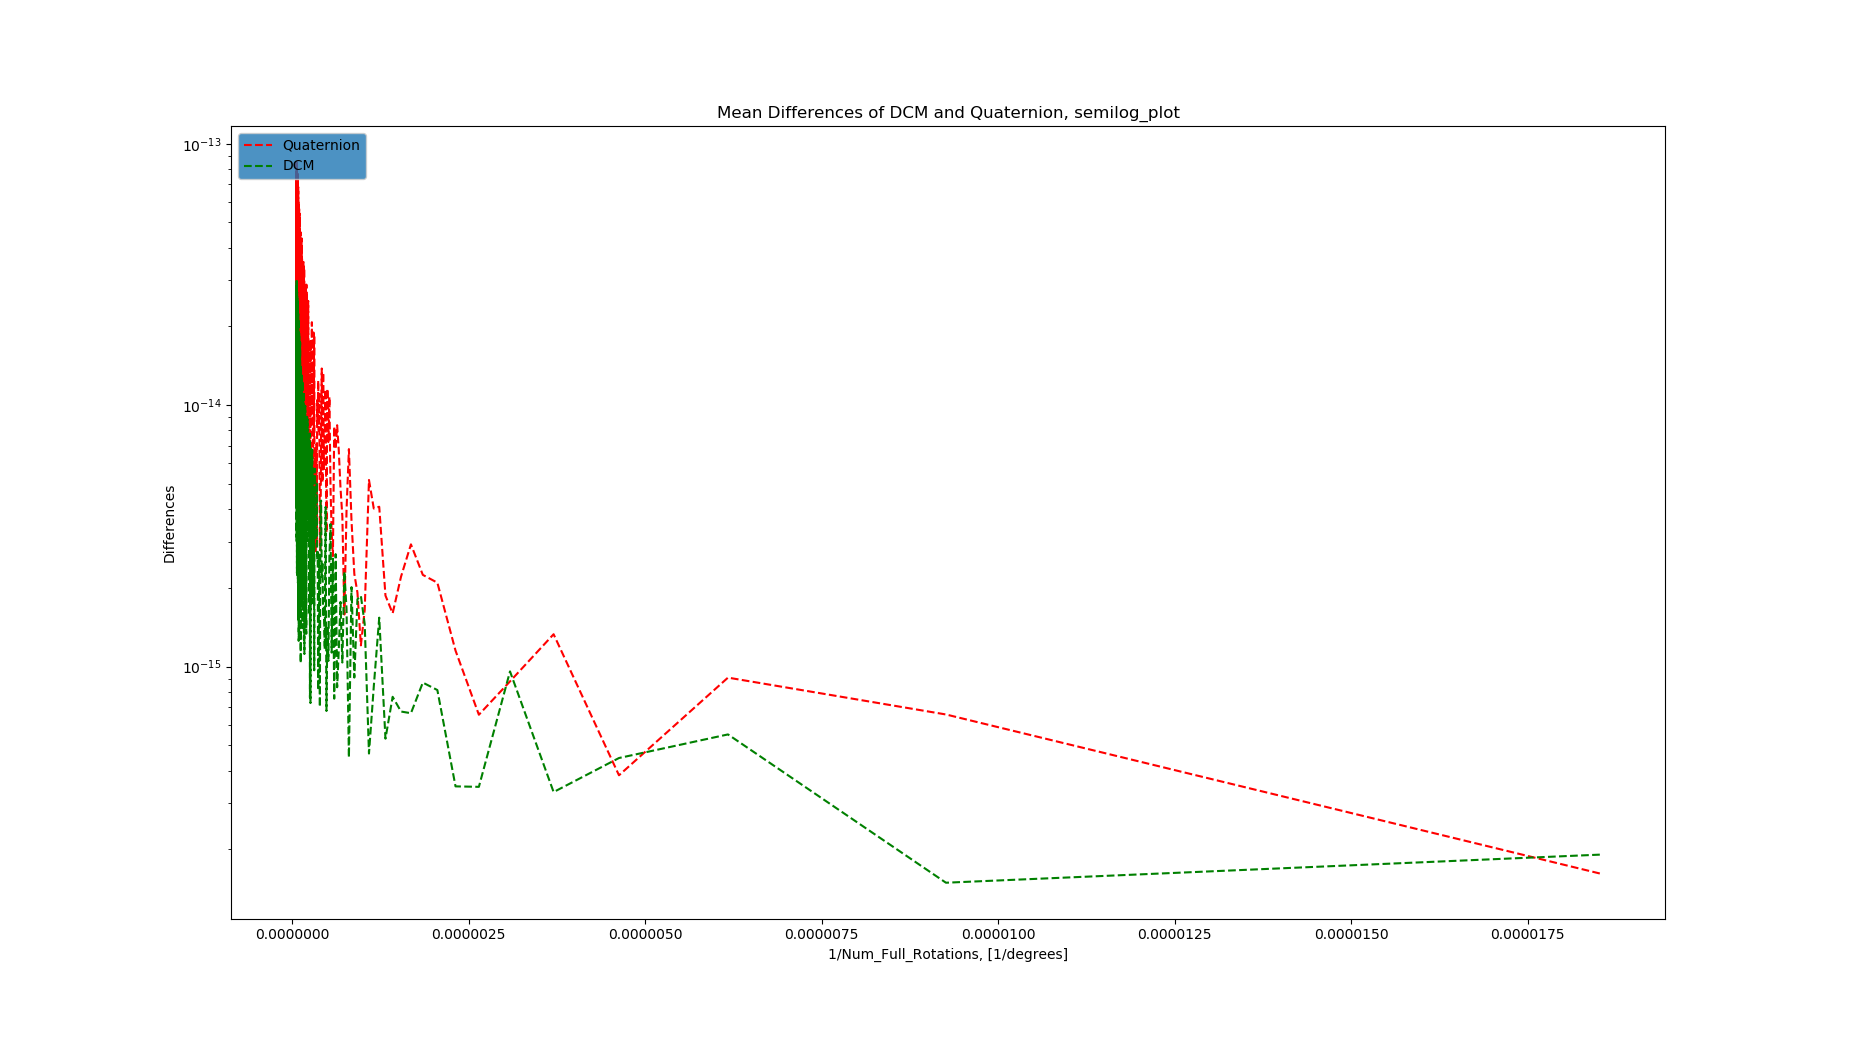 Mean Differences of DCM and Quaternion, semilog_plot
Quaternion
DCM
10⁻¹³
10⁻¹⁴
10⁻¹⁵
Differences
0.0000000 0.0000025 0.0000050 0.0000075 0.0000100 0.0000125 0.0000150 0.0000175
1/Num_Full_Rotations, [1/degrees]